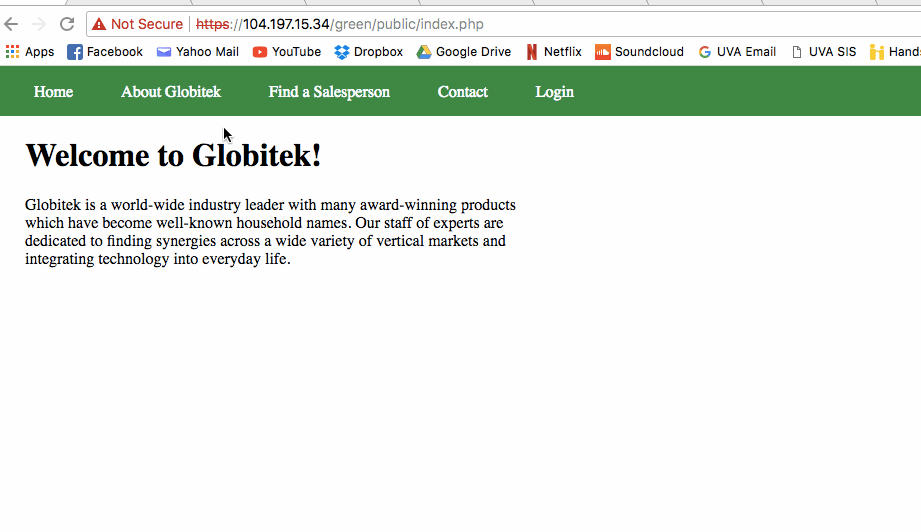 Not Secure | https://104.197.15.34/green/public/index.php
Apps Facebook Yahoo Mail YouTube Dropbox Google Drive Netflix Soundcloud UVA Email UVA SIS Hands
Home About Globitek Find a Salesperson Contact Login
Welcome to Globitek!
Globitek is a world-wide industry leader with many award-winning products
which have become well-known household names. Our staff of experts are
dedicated to finding synergies across a wide variety of vertical markets and
integrating technology into everyday life.